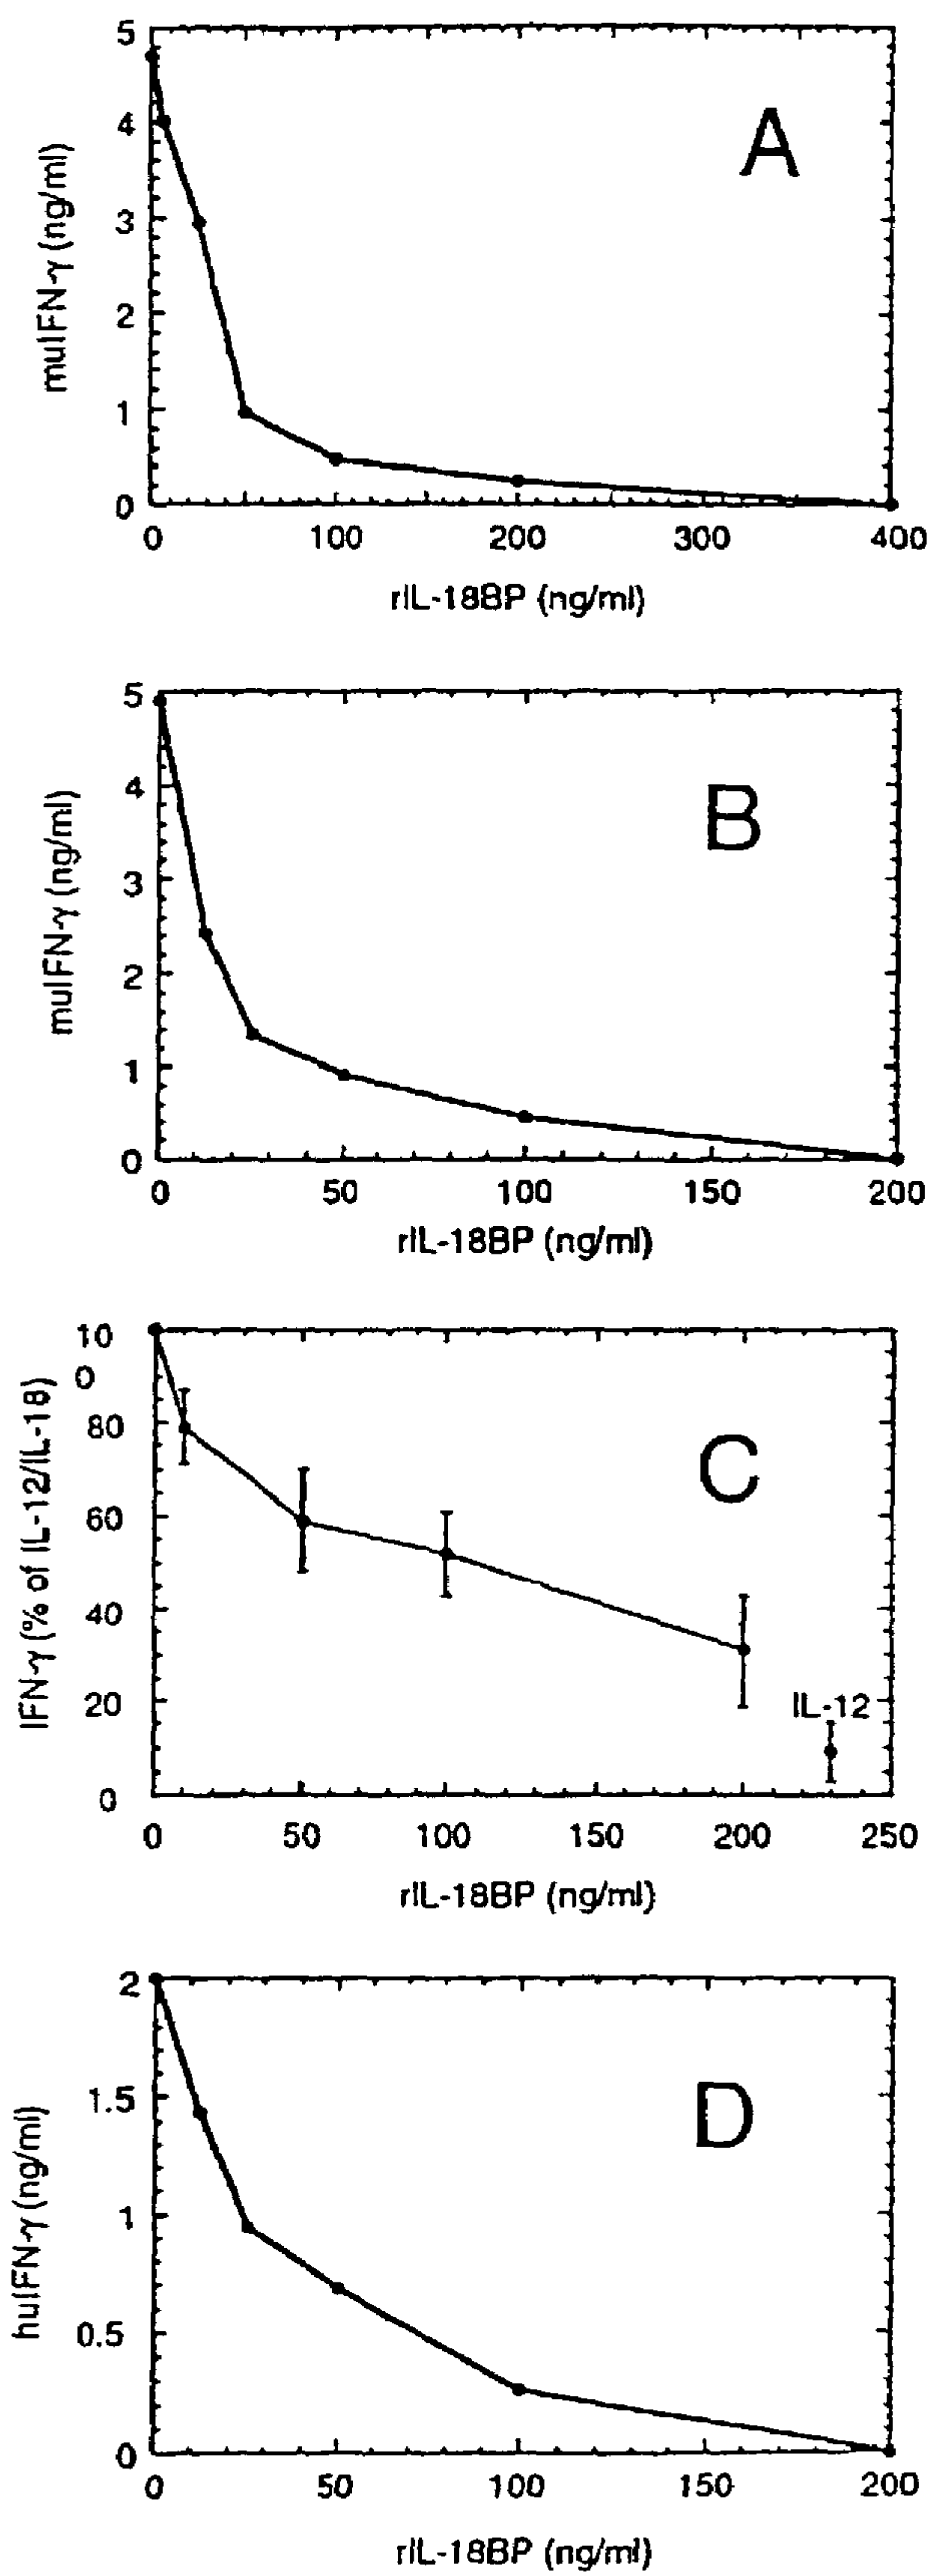 5
A
4
muIFN-γ (ng/ml)
3
2
1
0
0 100 200 300 400
rIL-18BP (ng/ml)
5
B
4
muIFN-γ (ng/ml)
3
2
1
0
0 50 100 150 200
rIL-18BP (ng/ml)
10
0
C
80
IFN-γ (% of IL-12/IL-18)
60
40
20
IL-12
0
0 50 100 150 200 250
rIL-18BP (ng/ml)
2
D
1.5
huIFN-γ (ng/ml)
1
0.5
0
0 50 100 150 200
rIL-18BP (ng/ml)